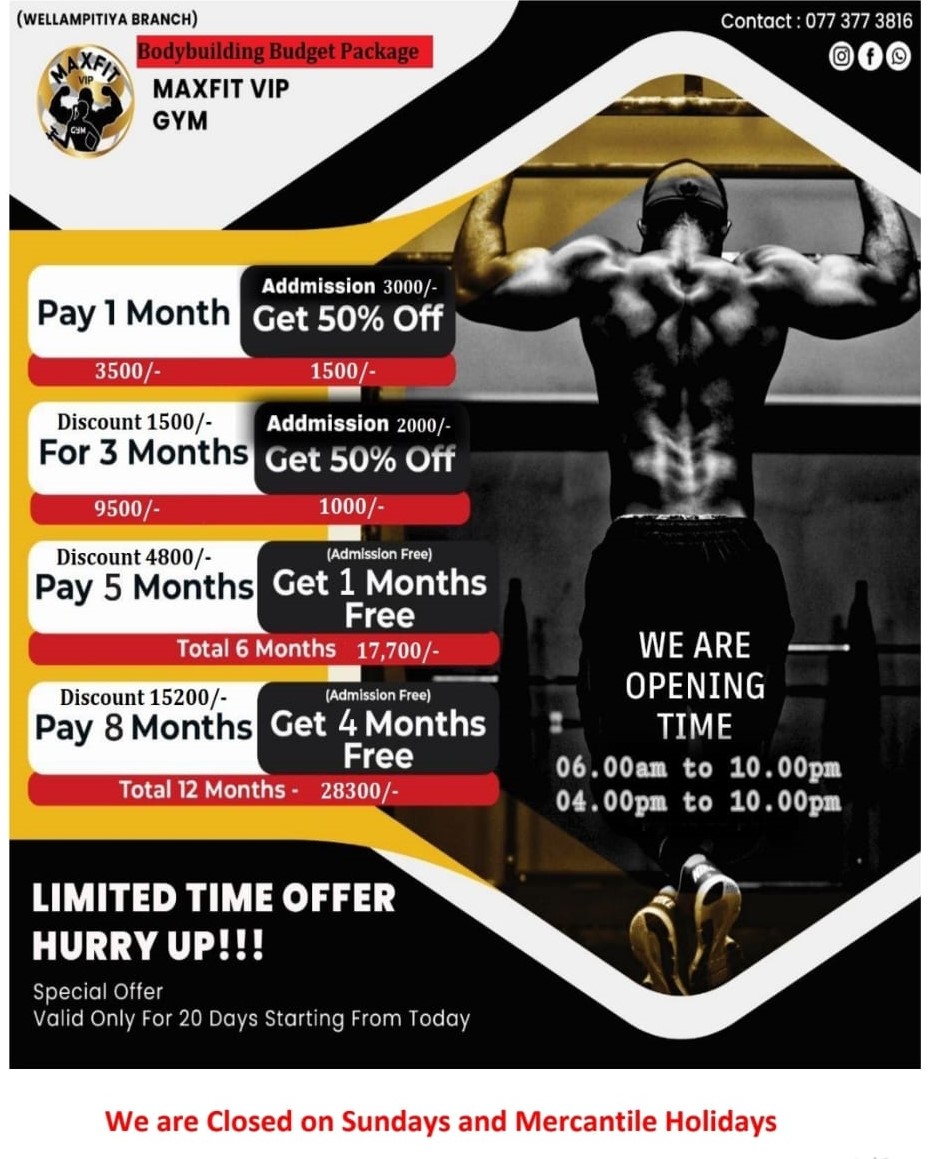 (WELLAMPITIYA BRANCH)
Contact : 077 377 3816
Bodybuilding Budget Package
MAXFIT
VIP
GYM
MAXFIT VIP
GYM
Addmission 3000/-
Pay 1 Month
Get 50% Off
3500/- 1500/-
Discount 1500/-
Addmission 2000/-
For 3 Months
Get 50% Off
9500/- 1000/-
Discount 4800/-
(Admission Free)
Pay 5 Months
Get 1 Months
Free
Total 6 Months 17,700/-
Discount 15200/-
(Admission Free)
Pay 8 Months
Get 4 Months
Free
Total 12 Months - 28300/-
WE ARE
OPENING
TIME
06.00am to 10.00pm
04.00pm to 10.00pm
LIMITED TIME OFFER
HURRY UP!!!
Special Offer
Valid Only For 20 Days Starting From Today
We are Closed on Sundays and Mercantile Holidays